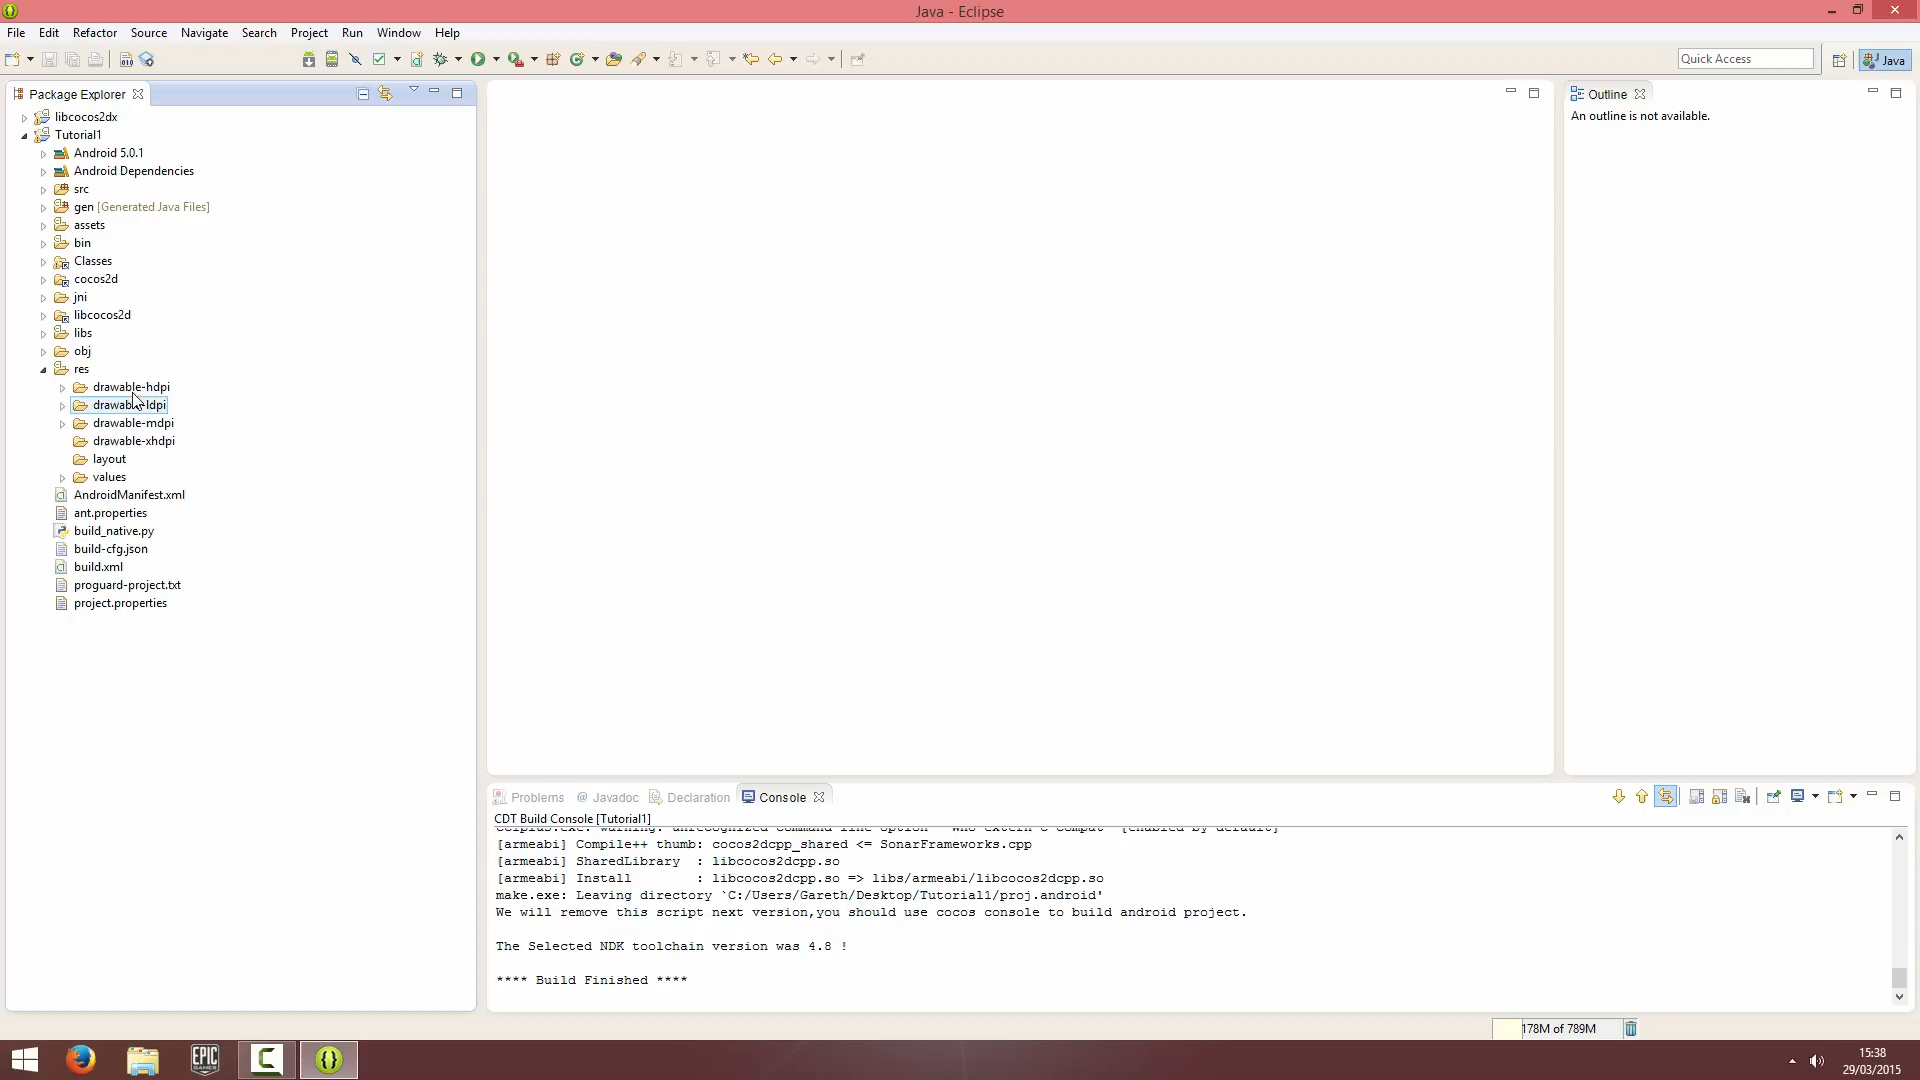 Java - Eclipse
File Edit Refactor Source Navigate Search Project Run Window Help
Quick Access
Java
Package Explorer
libcocos2dx
Tutorial1
Android 5.0.1
Android Dependencies
src
gen [Generated Java Files]
assets
bin
Classes
cocos2d
jni
libcocos2d
libs
obj
res
drawable-hdpi
drawable-ldpi
drawable-mdpi
drawable-xhdpi
layout
values
AndroidManifest.xml
ant.properties
build_native.py
build-cfg.json
build.xml
proguard-project.txt
project.properties
Outline
An outline is not available.
Problems @ Javadoc Declaration Console
CDT Build Console [Tutorial1]
[armeabi] Compile++ thumb: cocos2dcpp_shared <= SonarFrameworks.cpp
[armeabi] SharedLibrary : libcocos2dcpp.so
[armeabi] Install : libcocos2dcpp.so => libs/armeabi/libcocos2dcpp.so
make.exe: Leaving directory `C:/Users/Gareth/Desktop/Tutorial1/proj.android'
We will remove this script next version,you should use cocos console to build android project.
The Selected NDK toolchain version was 4.8 !
**** Build Finished ****
178M of 789M
EPIC GAMES
15:38
29/03/2015